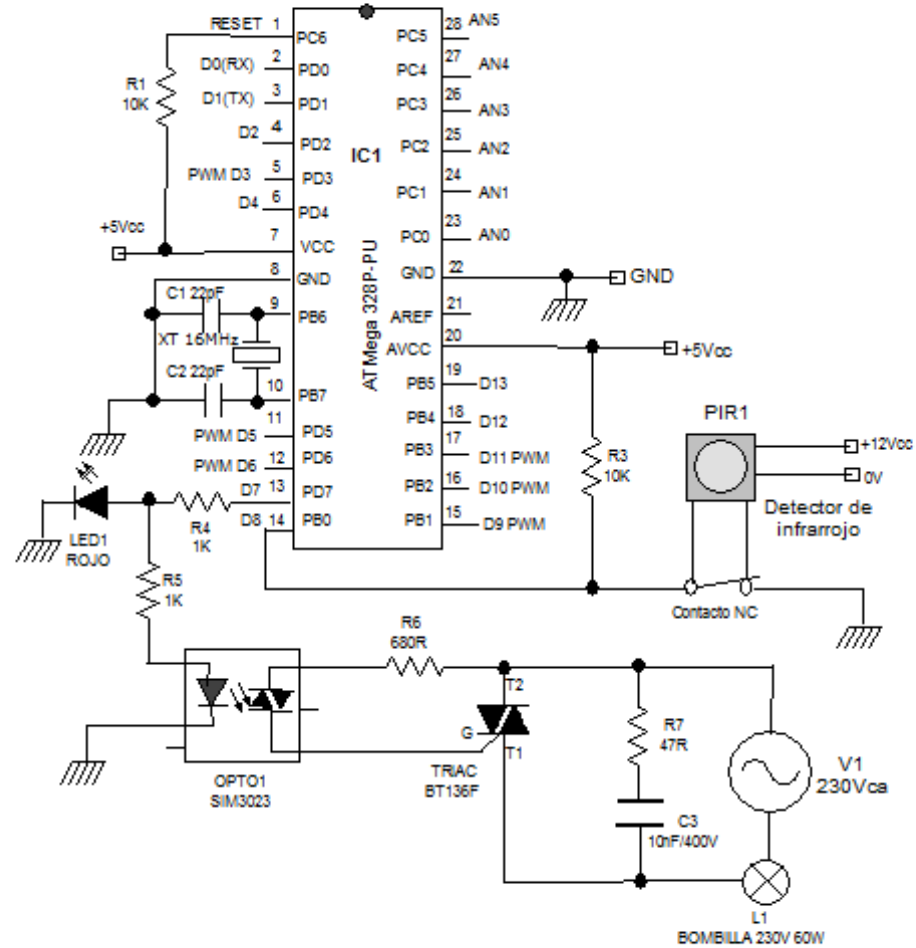 RESET 1 PC6
D0(RX) 2 PD0
D1(TX) 3 PD1
D2 4 PD2
PWM D3 5 PD3
D4 6 PD4
+5Vcc 7 VCC
8 GND
9 PB6
10 PB7
11 PWM D5 PD5
PWM D6 12 PD6
D7 13 PD7
D8 14 PB0
R1
10K
C1 22pF
XT 16MHz
C2 22pF
IC1
AT Mega 328P-PU
PC5 28 AN5
PC4 27 AN4
PC3 26 AN3
PC2 25 AN2
PC1 24 AN1
PC0 23 AN0
GND 22 GND
AREF 21
AVCC 20 +5Vcc
PB5 19 D13
PB4 18 D12
PB3 17 D11 PWM
PB2 16 D10 PWM
PB1 15 D9 PWM
R3
10K
PIR1
+12Vcc
0V
Detector de
infrarrojo
Contacto NC
LED1
ROJO
R4
1K
R5
1K
OPTO1
SIM3023
R6
680R
T2
G
T1
TRIAC
BT136F
R7
47R
C3
10nF/400V
V1
230Vca
L1
BOMBILLA 230V 60W